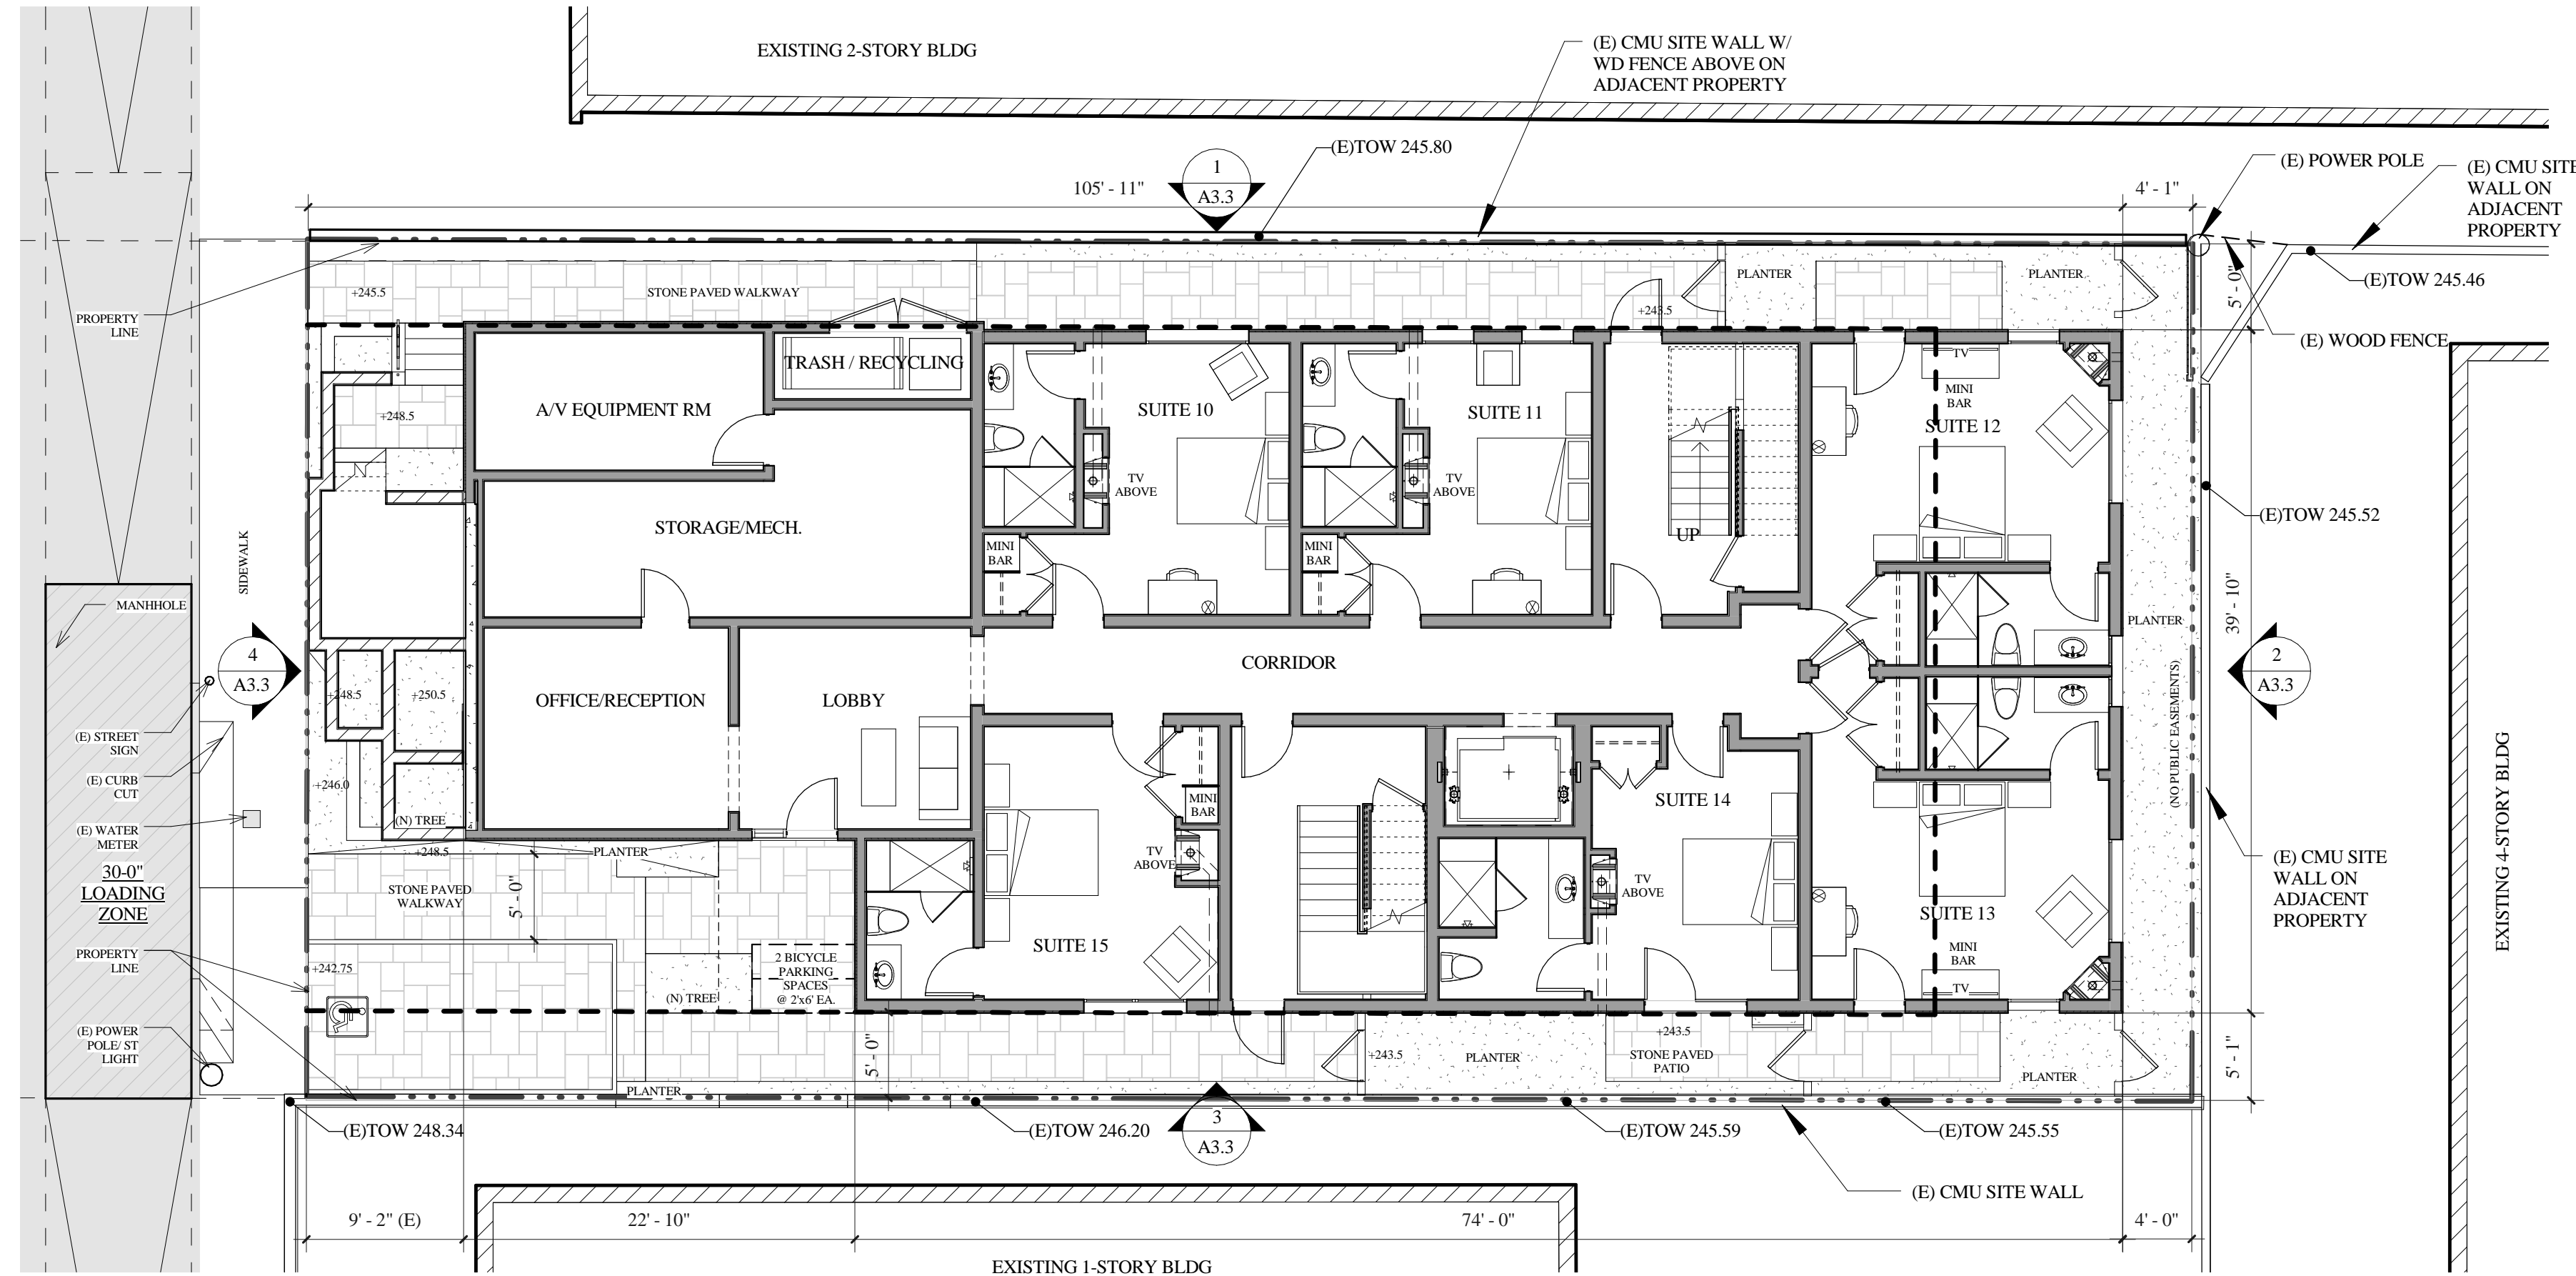 EXISTING 2-STORY BLDG
(E) CMU SITE WALL W/
WD FENCE ABOVE ON
ADJACENT PROPERTY
(E)TOW 245.80
1
A3.3
105' - 11"
4' - 1"
(E) POWER POLE
(E) CMU SITE
WALL ON
ADJACENT
PROPERTY
(E)TOW 245.46
5' - 0"
(E) WOOD FENCE
PROPERTY
LINE
+245.5
STONE PAVED WALKWAY
+243.5
PLANTER
PLANTER
+248.5
A/V EQUIPMENT RM
TRASH / RECYCLING
SUITE 10
SUITE 11
TV
MINI
BAR
SUITE 12
TV
ABOVE
TV
ABOVE
STORAGE/MECH.
UP
MINI
BAR
MINI
BAR
(E)TOW 245.52
SIDEWALK
MANHHOLE
4
A3.3
+248.5
+250.5
OFFICE/RECEPTION
LOBBY
CORRIDOR
PLANTER
39' - 10"
2
A3.3
(NO PUBLIC EASEMENTS)
EXISTING 4-STORY BLDG
(E) STREET
SIGN
(E) CURB
CUT
+246.0
(N) TREE
(E) WATER
METER
30-0"
LOADING
ZONE
MINI
BAR
TV
ABOVE
SUITE 14
TV
ABOVE
+248.5
PLANTER
STONE PAVED
WALKWAY
5' - 0"
(E) CMU SITE
WALL ON
ADJACENT
PROPERTY
SUITE 13
MINI
BAR
TV
SUITE 15
PROPERTY
LINE
+242.75
2 BICYCLE
PARKING
SPACES
@ 2'x6' EA.
(N) TREE
(E) POWER
POLE/ ST
LIGHT
5' - 0"
+243.5
PLANTER
+243.5
STONE PAVED
PATIO
PLANTER
5' - 1"
PLANTER
(E)TOW 248.34
(E)TOW 246.20
3
A3.3
(E)TOW 245.59
(E)TOW 245.55
(E) CMU SITE WALL
9' - 2" (E)
22' - 10"
74' - 0"
4' - 0"
EXISTING 1-STORY BLDG